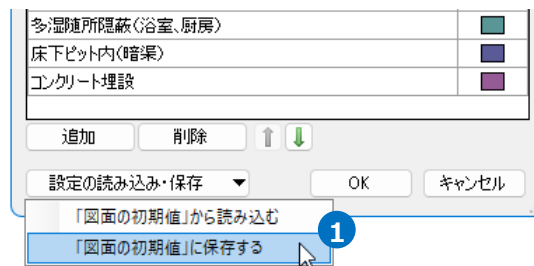 多湿随所隠蔽(浴室、厨房)
床下ピット内(暗渠)
コンクリート埋設
追加 削除
設定の読み込み・保存 ▼ OK キャンセル
「図面の初期値」から読み込む
「図面の初期値」に保存する 1